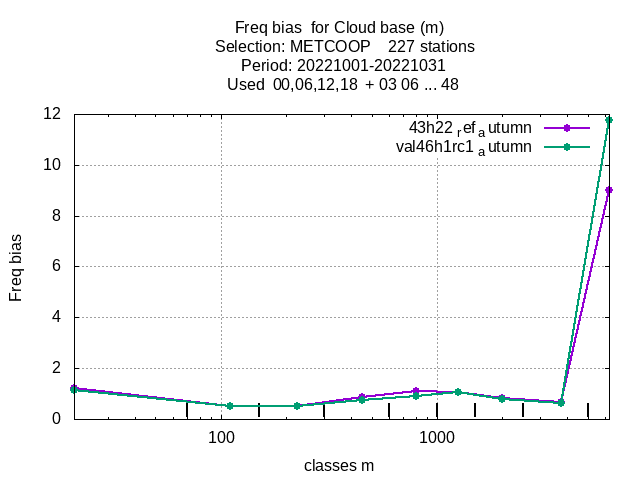 Freq bias  for Cloud base (m)
Selection: METCOOP    227 stations
Period: 20221001-20221031
Used  00,06,12,18  + 03 06 ... 48
12
10
8
6
4
2
0
Freq bias
43h22 ref autumn
val46h1rc1 autumn
100
1000
classes m